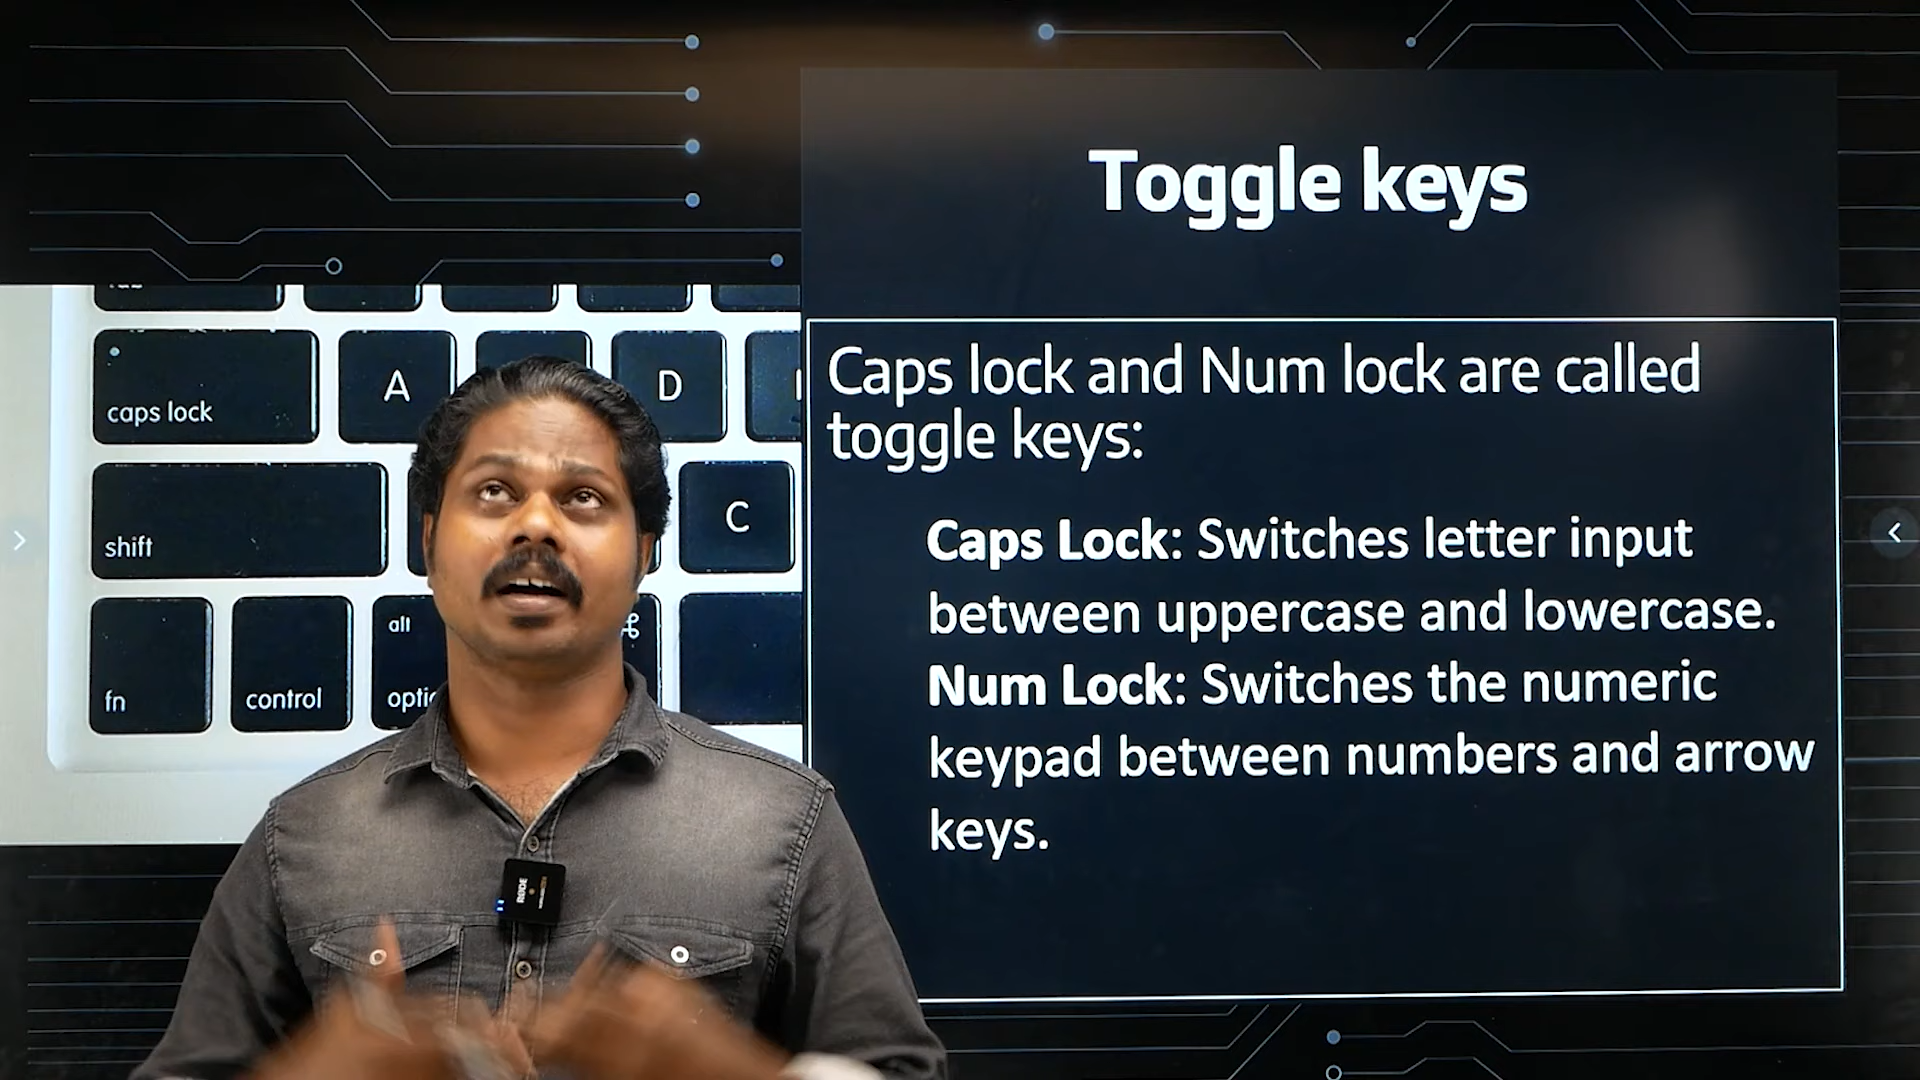 Toggle keys
Caps lock and Num lock are called
toggle keys:
Caps Lock: Switches letter input
between uppercase and lowercase.
Num Lock: Switches the numeric
keypad between numbers and arrow
keys.
caps lock
A
D
shift
C
fn
control
alt
⌘
RØDE